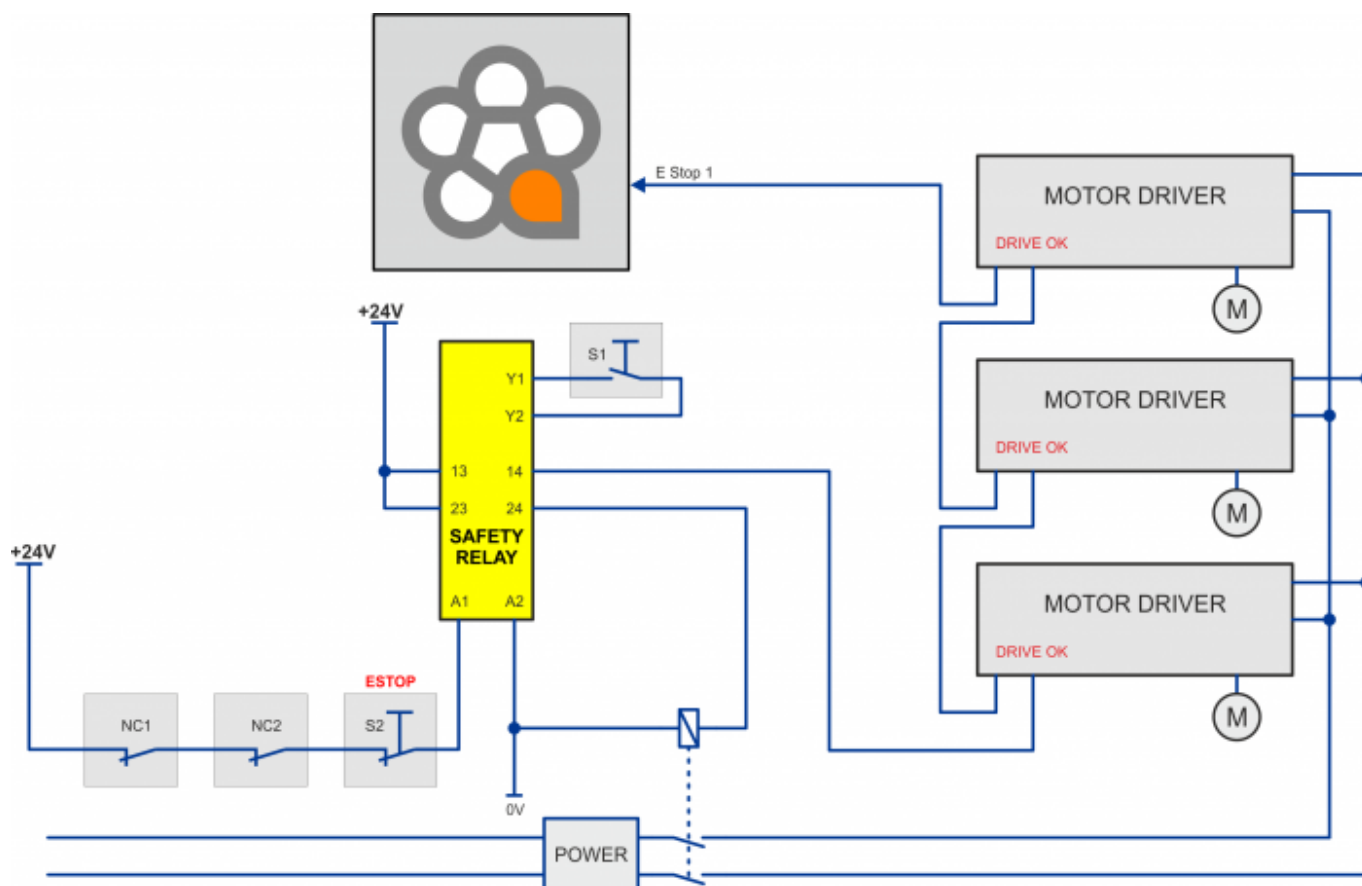 E Stop 1
MOTOR DRIVER
DRIVE OK
M
+24V
S1
Y1
Y2
MOTOR DRIVER
DRIVE OK
M
13 14
23 24
SAFETY
RELAY
+24V
A1 A2
MOTOR DRIVER
DRIVE OK
M
ESTOP
NC1 NC2 S2
0V
POWER